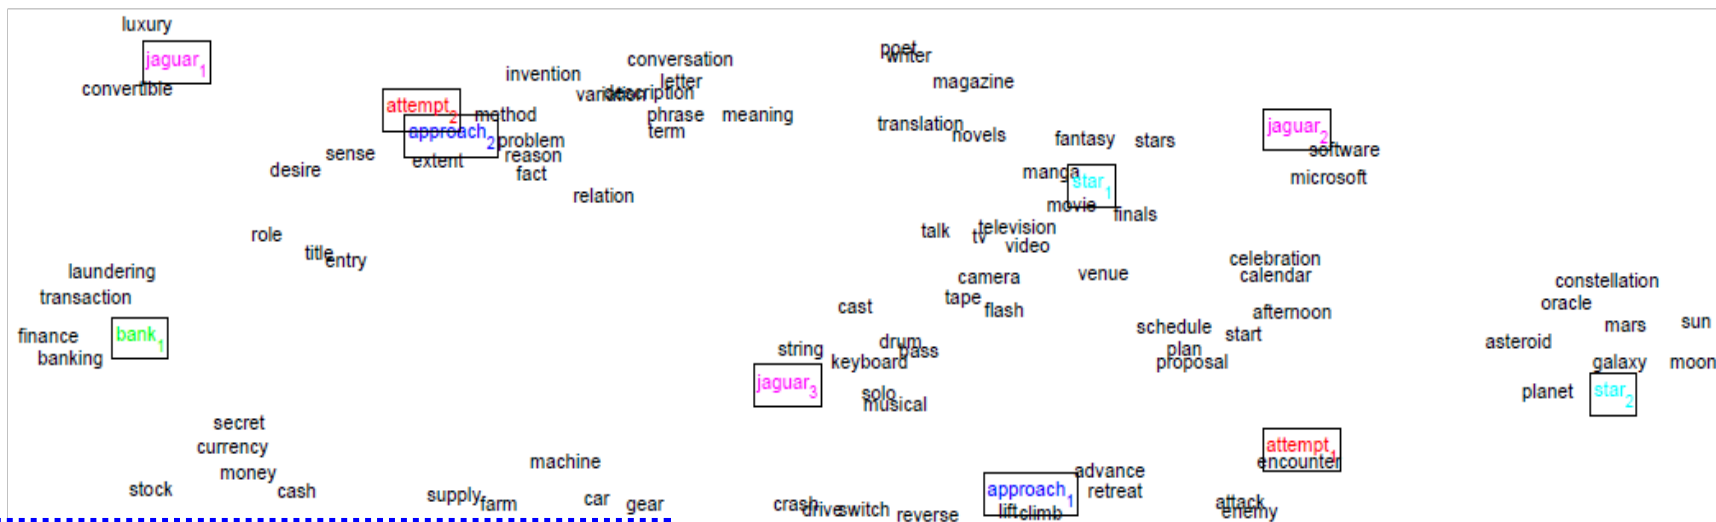 luxury
jaguar1
convertible
conversation
invention
letter
variation
description
attempt2
method
phrase
meaning
approach2
term
problem
sense
extent
reason
desire
fact
relation
role
title
entry
laundering
transaction
finance
bank1
banking
secret
currency
money
stock
cash
machine
supply
farm
car
gear
poet
writer
magazine
translation
novels
fantasy
stars
jaguar2
software
manga
star1
microsoft
movie
finals
talk
television
tv
video
celebration
camera
venue
calendar
tape
cast
flash
afternoon
schedule
start
string
drum
bass
plan
keyboard
proposal
jaguar3
solo
musical
constellation
oracle
mars
sun
asteroid
galaxy
moon
planet
star2
attempt1
encounter
advance
approach1
retreat
crash
drive
switch
reverse
lift
climb
attack
enemy